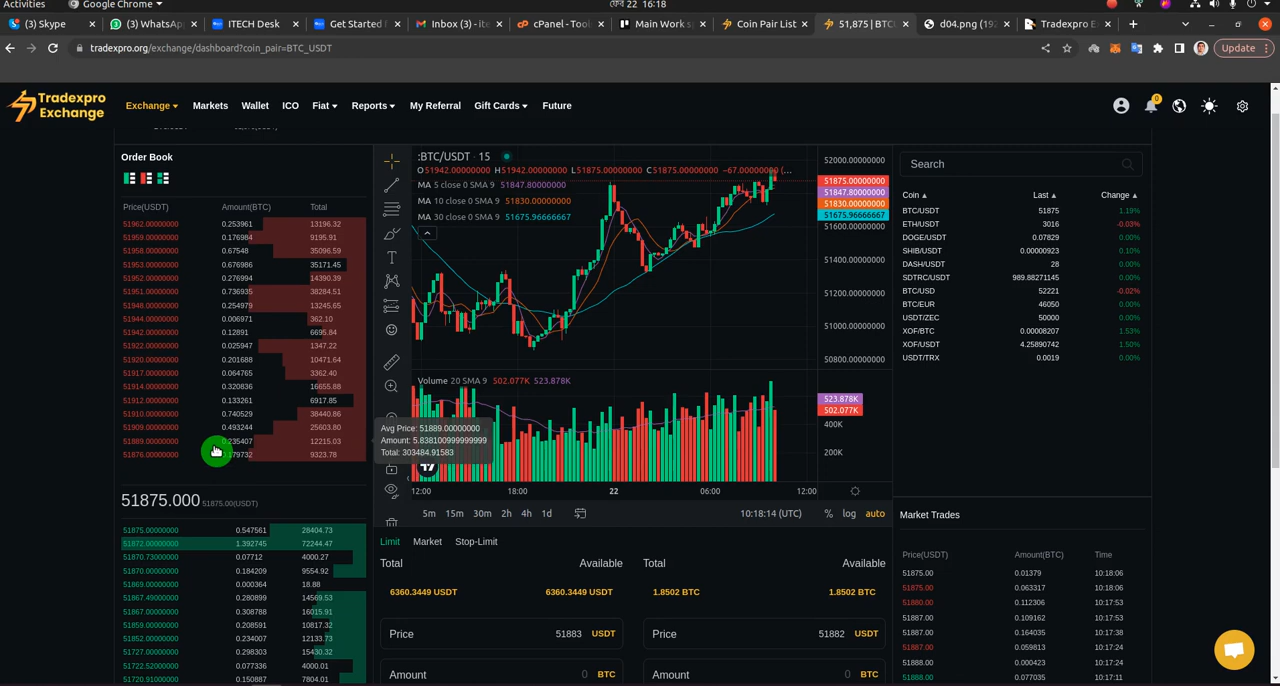 Activities Google Chrome ফেব 22 16:18
(3) Skype (3) WhatsAp ITECH Desk Get Started Inbox (3) - ite cPanel - Tool Main Work s Coin Pair List 51,875 | BTC d04.png (192 Tradexpro E
tradexpro.org/exchange/dashboard?coin_pair=BTC_USDT Update
Tradexpro Exchange
Exchange Markets Wallet ICO Fiat Reports My Referral Gift Cards Future 0
Order Book
Price(USDT) Amount(BTC) Total
51962.00000000 0.253961 13196.32
51959.00000000 0.176984 9195.91
51958.00000000 0.67548 35096.59
51953.00000000 0.676986 35171.45
51952.00000000 0.276994 14390.39
51951.00000000 0.736935 38284.51
51948.00000000 0.254979 13245.65
51944.00000000 0.006971 362.10
51942.00000000 0.12891 6695.84
51922.00000000 0.025947 1347.22
51920.00000000 0.201688 10471.64
51917.00000000 0.064765 3362.40
51914.00000000 0.320836 16655.88
51912.00000000 0.133261 6917.85
51910.00000000 0.740529 38440.86
51909.00000000 0.493244 25603.80
51889.00000000 0.235407 12215.03
51876.00000000 0.179732 9323.78
51875.000 51875.00(USDT)
51875.00000000 0.547561 28404.73
51872.00000000 1.392745 72244.47
51870.73000000 0.07712 4000.27
51870.00000000 0.184209 9554.92
51869.00000000 0.000364 18.88
51867.49000000 0.280899 14569.53
51867.00000000 0.308788 16015.91
51859.00000000 0.208591 10817.32
51852.00000000 0.234007 12133.73
51727.00000000 0.298303 15430.32
51722.52000000 0.077336 4000.01
51720.91000000 0.150887 7804.01
:BTC/USDT · 15
O51942.00000000 H51942.00000000 L51875.00000000 C51875.00000000 −67.00000000 (...
MA 5 close 0 SMA 9 51847.80000000
MA 10 close 0 SMA 9 51830.00000000
MA 30 close 0 SMA 9 51675.96666667
52000.00000000
51875.00000000
51847.80000000
51830.00000000
51675.96666667
51600.00000000
51400.00000000
51200.00000000
51000.00000000
50800.00000000
Volume 20 SMA 9 502.077K 523.878K
523.878K
502.077K
400K
200K
0
Avg Price: 51889.00000000
Amount: 5.838100999999999
Total: 303484.91583
12:00 18:00 22 06:00 12:00
5m 15m 30m 2h 4h 1d 10:18:14 (UTC) % log auto
Limit Market Stop-Limit
Total Available Total Available
6360.3449 USDT 6360.3449 USDT 1.8502 BTC 1.8502 BTC
Price 51883 USDT Price 51882 USDT
Amount 0 BTC Amount 0 BTC
Search
Coin Last Change
BTC/USDT 51875 1.18%
ETH/USDT 3016 -0.03%
DOGE/USDT 0.07829 0.00%
SHIB/USDT 0.00000923 0.10%
DASH/USDT 28 0.00%
SDTRC/USDT 989.88271145 0.00%
BTC/USD 52221 -0.02%
BTC/EUR 46050 0.00%
USDT/ZEC 50000 0.00%
XOF/BTC 0.00008207 1.53%
XOF/USDT 4.25890742 1.50%
USDT/TRX 0.0019 0.00%
Market Trades
Price(USDT) Amount(BTC) Time
51875.00 0.01379 10:18:06
51875.00 0.063317 10:18:06
51880.00 0.112306 10:17:53
51887.00 0.109162 10:17:53
51887.00 0.164035 10:17:38
51887.00 0.059813 10:17:24
51888.00 0.000423 10:17:24
51888.00 0.077035 10:17:11